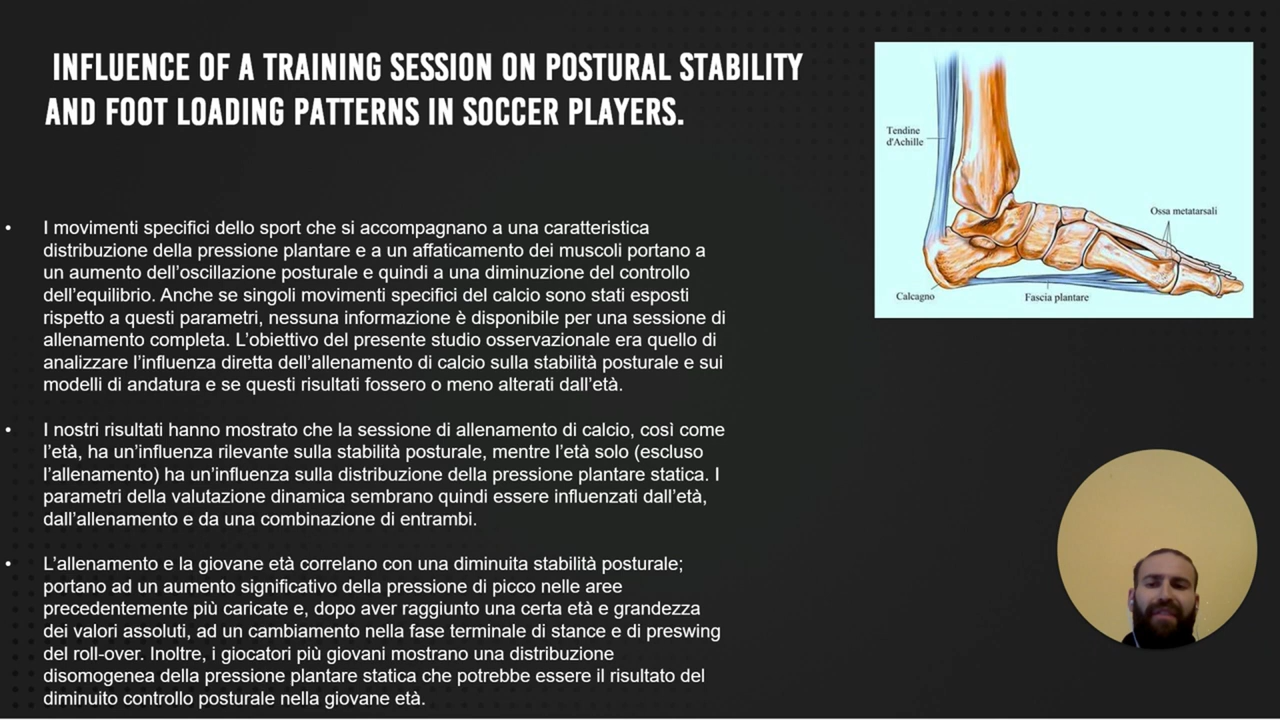 INFLUENCE OF A TRAINING SESSION ON POSTURAL STABILITY
AND FOOT LOADING PATTERNS IN SOCCER PLAYERS.
Tendine
d'Achille
Ossa metatarsali
Calcagno
Fascia plantare
• I movimenti specifici dello sport che si accompagnano a una caratteristica
distribuzione della pressione plantare e a un affaticamento dei muscoli portano a
un aumento dell’oscillazione posturale e quindi a una diminuzione del controllo
dell’equilibrio. Anche se singoli movimenti specifici del calcio sono stati esposti
rispetto a questi parametri, nessuna informazione è disponibile per una sessione di
allenamento completa. L’obiettivo del presente studio osservazionale era quello di
analizzare l’influenza diretta dell’allenamento di calcio sulla stabilità posturale e sui
modelli di andatura e se questi risultati fossero o meno alterati dall’età.
• I nostri risultati hanno mostrato che la sessione di allenamento di calcio, così come
l’età, ha un’influenza rilevante sulla stabilità posturale, mentre l’età solo (escluso
l’allenamento) ha un’influenza sulla distribuzione della pressione plantare statica. I
parametri della valutazione dinamica sembrano quindi essere influenzati dall’età,
dall’allenamento e da una combinazione di entrambi.
• L’allenamento e la giovane età correlano con una diminuita stabilità posturale;
portano ad un aumento significativo della pressione di picco nelle aree
precedentemente più caricate e, dopo aver raggiunto una certa età e grandezza
dei valori assoluti, ad un cambiamento nella fase terminale di stance e di preswing
del roll-over. Inoltre, i giocatori più giovani mostrano una distribuzione
disomogenea della pressione plantare statica che potrebbe essere il risultato del
diminuito controllo posturale nella giovane età.